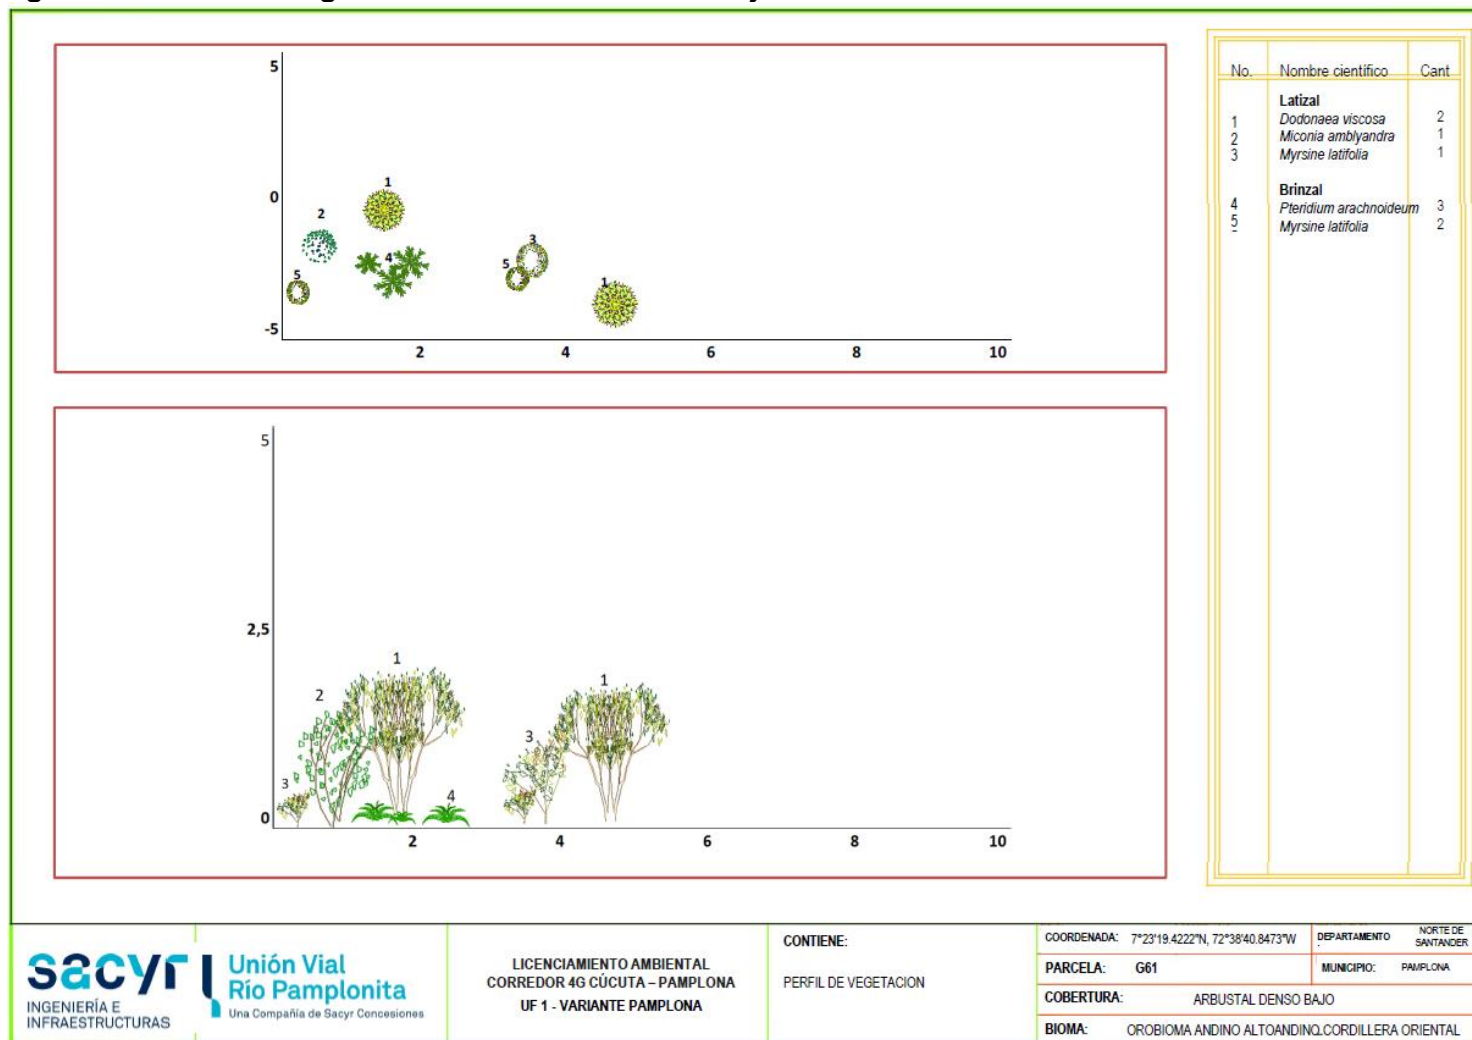 5
0
-5
2
4
6
8
10
1
2
3
4
5
5
1
5
2,5
0
2
4
6
8
10
1
2
3
4
3
1
No. Nombre científico Cant
Latizal
1 Dodonaea viscosa 2
2 Miconia amblyandra 1
3 Myrsine latifolia 1
Brinzal
4 Pteridium arachnoideum 3
5 Myrsine latifolia 2
sacyr
INGENIERÍA E
INFRAESTRUCTURAS
Unión Vial
Río Pamplonita
Una Compañía de Sacyr Concesiones
LICENCIAMIENTO AMBIENTAL
CORREDOR 4G CÚCUTA – PAMPLONA
UF 1 - VARIANTE PAMPLONA
CONTIENE:
PERFIL DE VEGETACION
COORDENADA: 7°23'19.4222"N, 72°38'40.8473"W DEPARTAMENTO: NORTE DE
SANTANDER
PARCELA: G61 MUNICIPIO: PAMPLONA
COBERTURA: ARBUSTAL DENSO BAJO
BIOMA: OROBIOMA ANDINO ALTOANDINO.CORDILLERA ORIENTAL